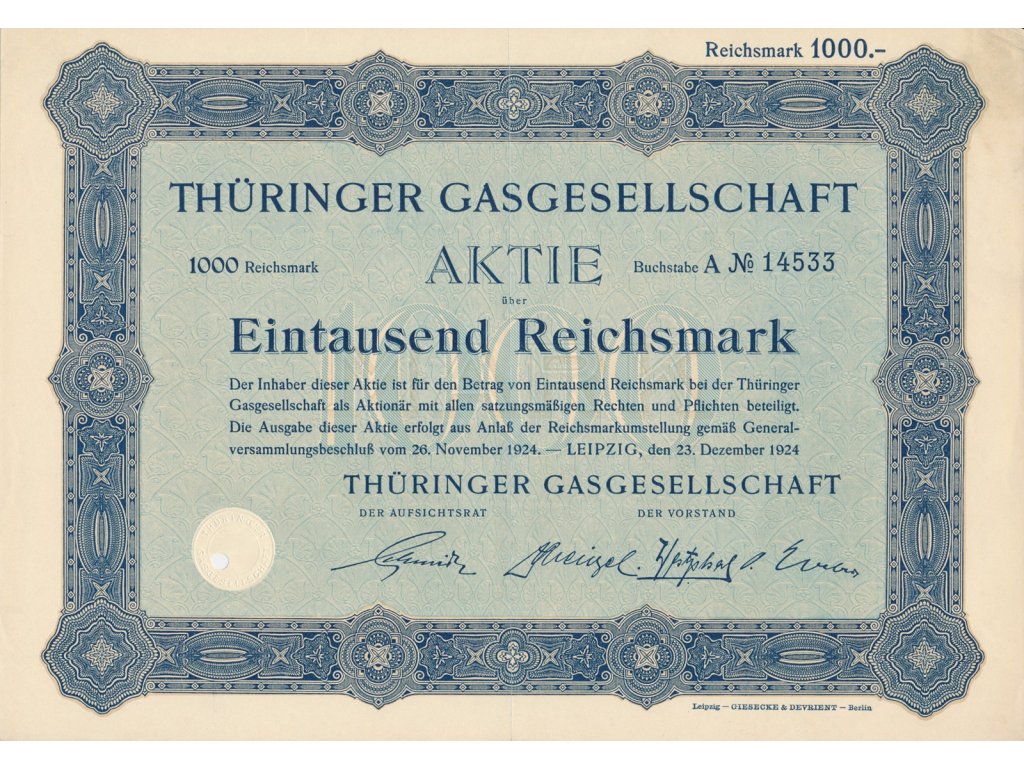 Reichsmark 1000.-
THÜRINGER GASGESELLSCHAFT
1000 Reichsmark AKTIE Buchstabe A № 14533
über
Eintausend Reichsmark
Der Inhaber dieser Aktie ist für den Betrag von Eintausend Reichsmark bei der Thüringer
Gasgesellschaft als Aktionär mit allen satzungsmäßigen Rechten und Pflichten beteiligt.
Die Ausgabe dieser Aktie erfolgt aus Anlaß der Reichsmarkumstellung gemäß General-
versammlungsbeschluß vom 26. November 1924. — LEIPZIG, den 23. Dezember 1924
THÜRINGER GASGESELLSCHAFT
DER AUFSICHTSRAT DER VORSTAND
Westphal
THÜRINGER GASGESELLSCHAFT
Leipzig — GIESECKE & DEVRIENT — Berlin